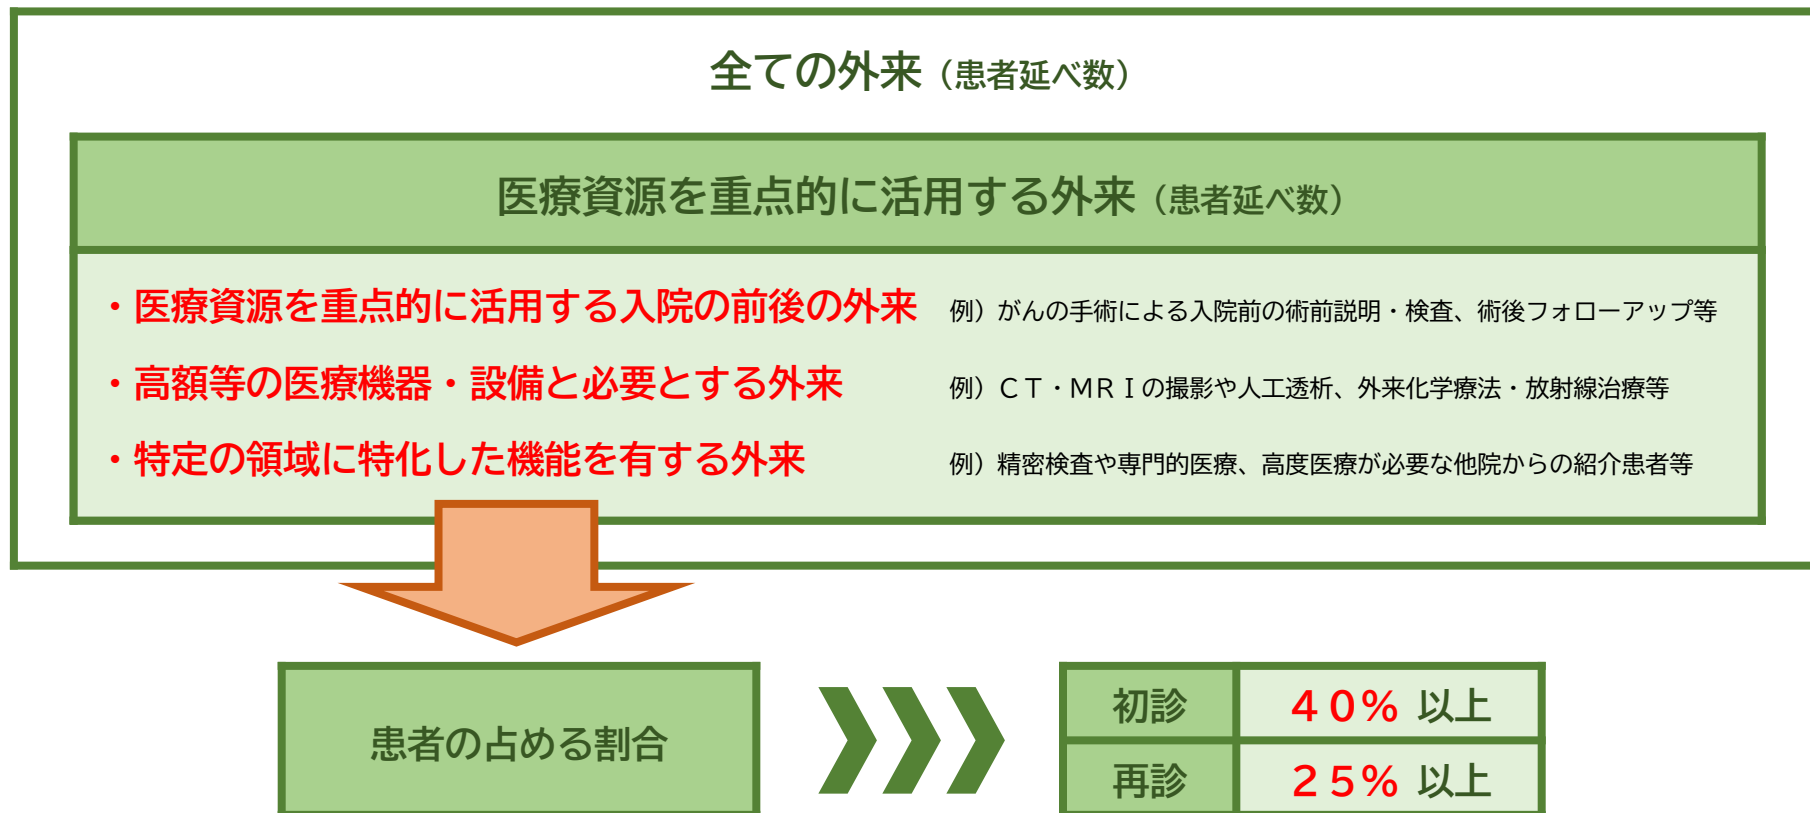 全ての外来（患者延べ数）
医療資源を重点的に活用する外来（患者延べ数）
・医療資源を重点的に活用する入院の前後の外来　例）がんの手術による入院前の術前説明・検査、術後フォローアップ等
・高額等の医療機器・設備と必要とする外来　例）ＣＴ・ＭＲＩの撮影や人工透析、外来化学療法・放射線治療等
・特定の領域に特化した機能を有する外来　例）精密検査や専門的医療、高度医療が必要な他院からの紹介患者等
患者の占める割合
初診　４０％ 以上
再診　２５％ 以上